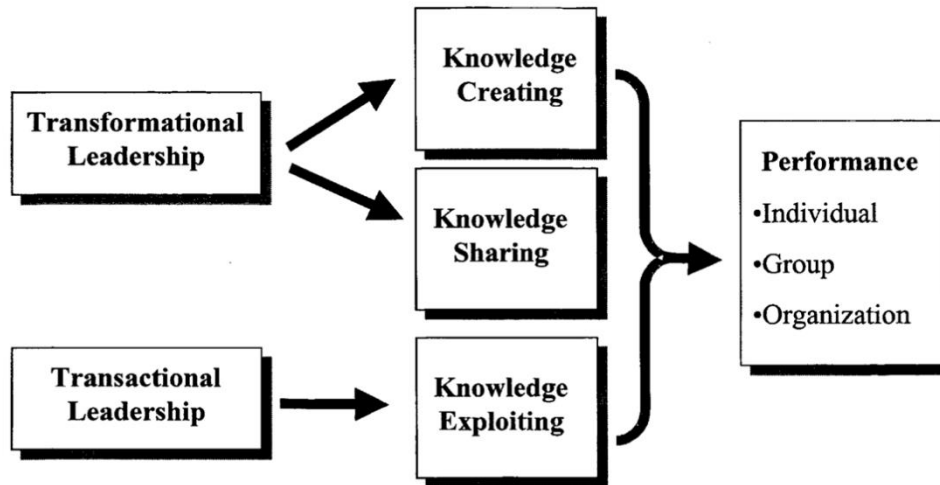 Transformational
Leadership
Knowledge
Creating
Knowledge
Sharing
Transactional
Leadership
Knowledge
Exploiting
Performance
•Individual
•Group
•Organization